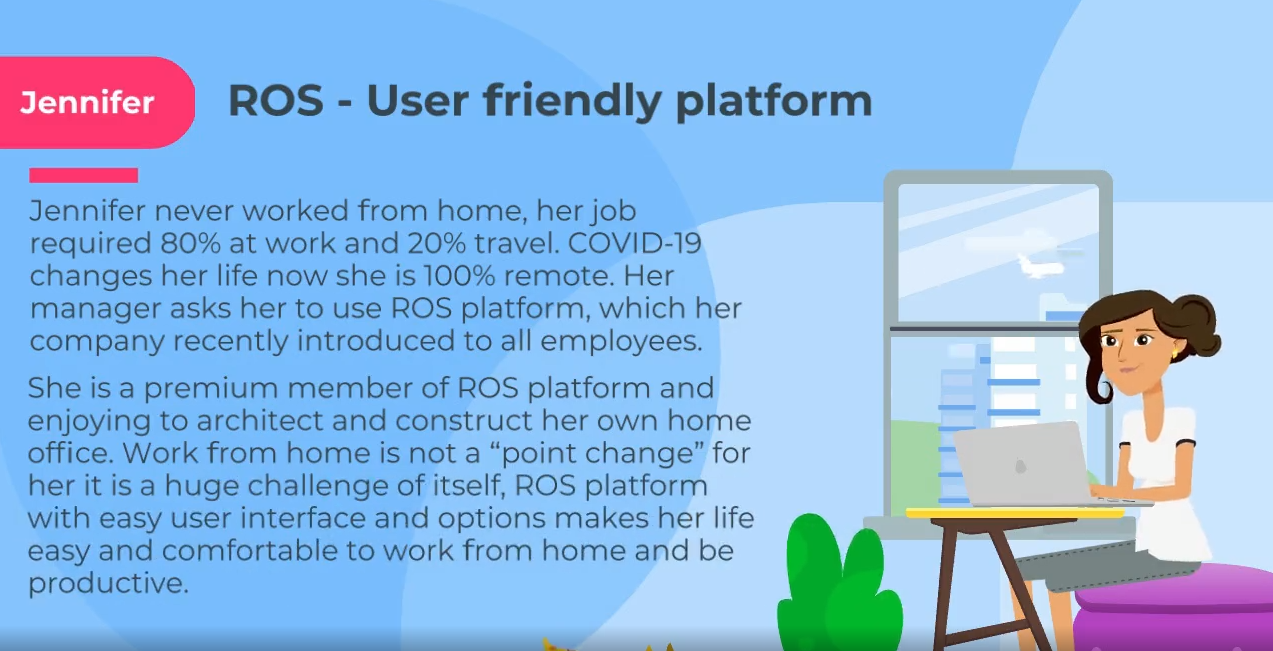 Jennifer
ROS - User friendly platform
Jennifer never worked from home, her job
required 80% at work and 20% travel. COVID-19
changes her life now she is 100% remote. Her
manager asks her to use ROS platform, which her
company recently introduced to all employees.
She is a premium member of ROS platform and
enjoying to architect and construct her own home
office. Work from home is not a “point change” for
her it is a huge challenge of itself, ROS platform
with easy user interface and options makes her life
easy and comfortable to work from home and be
productive.